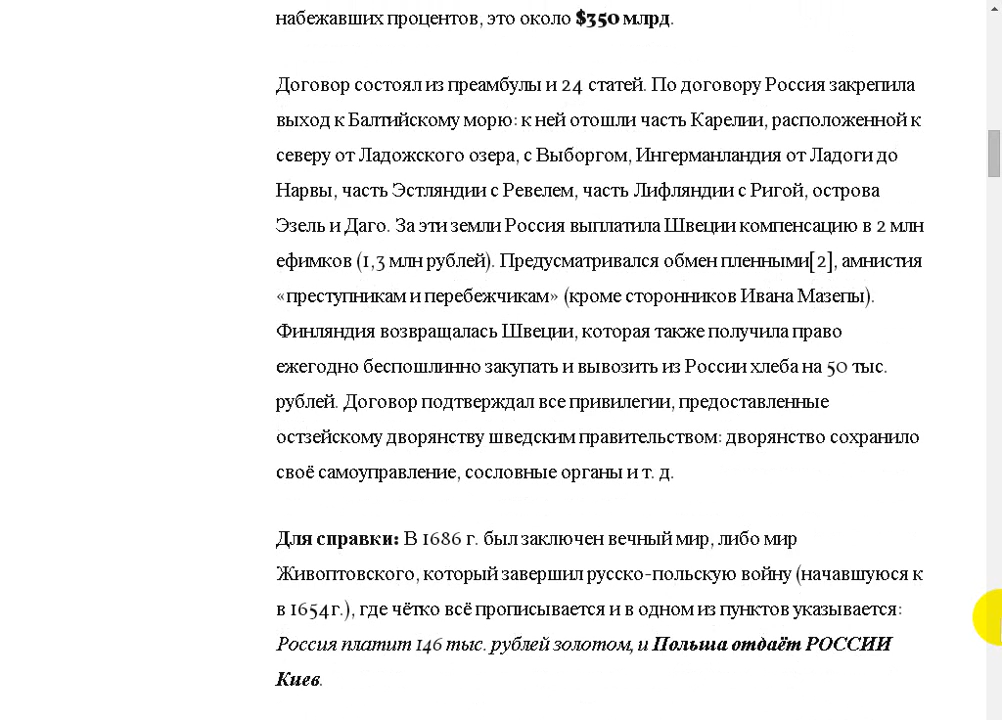 набежавших процентов, это около $350 млрд.
Договор состоял из преамбулы и 24 статей. По договору Россия закрепила
выход к Балтийскому морю: к ней отошли часть Карелии, расположенной к
северу от Ладожского озера, с Выборгом, Ингерманландия от Ладоги до
Нарвы, часть Эстляндии с Ревелем, часть Лифляндии с Ригой, острова
Эзель и Даго. За эти земли Россия выплатила Швеции компенсацию в 2 млн
ефимков (1,3 млн рублей). Предусматривался обмен пленными[2], амнистия
«преступникам и перебежчикам» (кроме сторонников Ивана Мазепы).
Финляндия возвращалась Швеции, которая также получила право
ежегодно беспошлинно закупать и вывозить из России хлеба на 50 тыс.
рублей. Договор подтверждал все привилегии, предоставленные
остзейскому дворянству шведским правительством: дворянство сохранило
своё самоуправление, сословные органы и т. д.
Для справки: В 1686 г. был заключен вечный мир, либо мир
Живоптовского, который завершил русско-польскую войну (начавшуюся к
в 1654г.), где чётко всё прописывается и в одном из пунктов указывается:
Россия платит 146 тыс. рублей золотом, и Польша отдаёт РОССИИ
Киев.